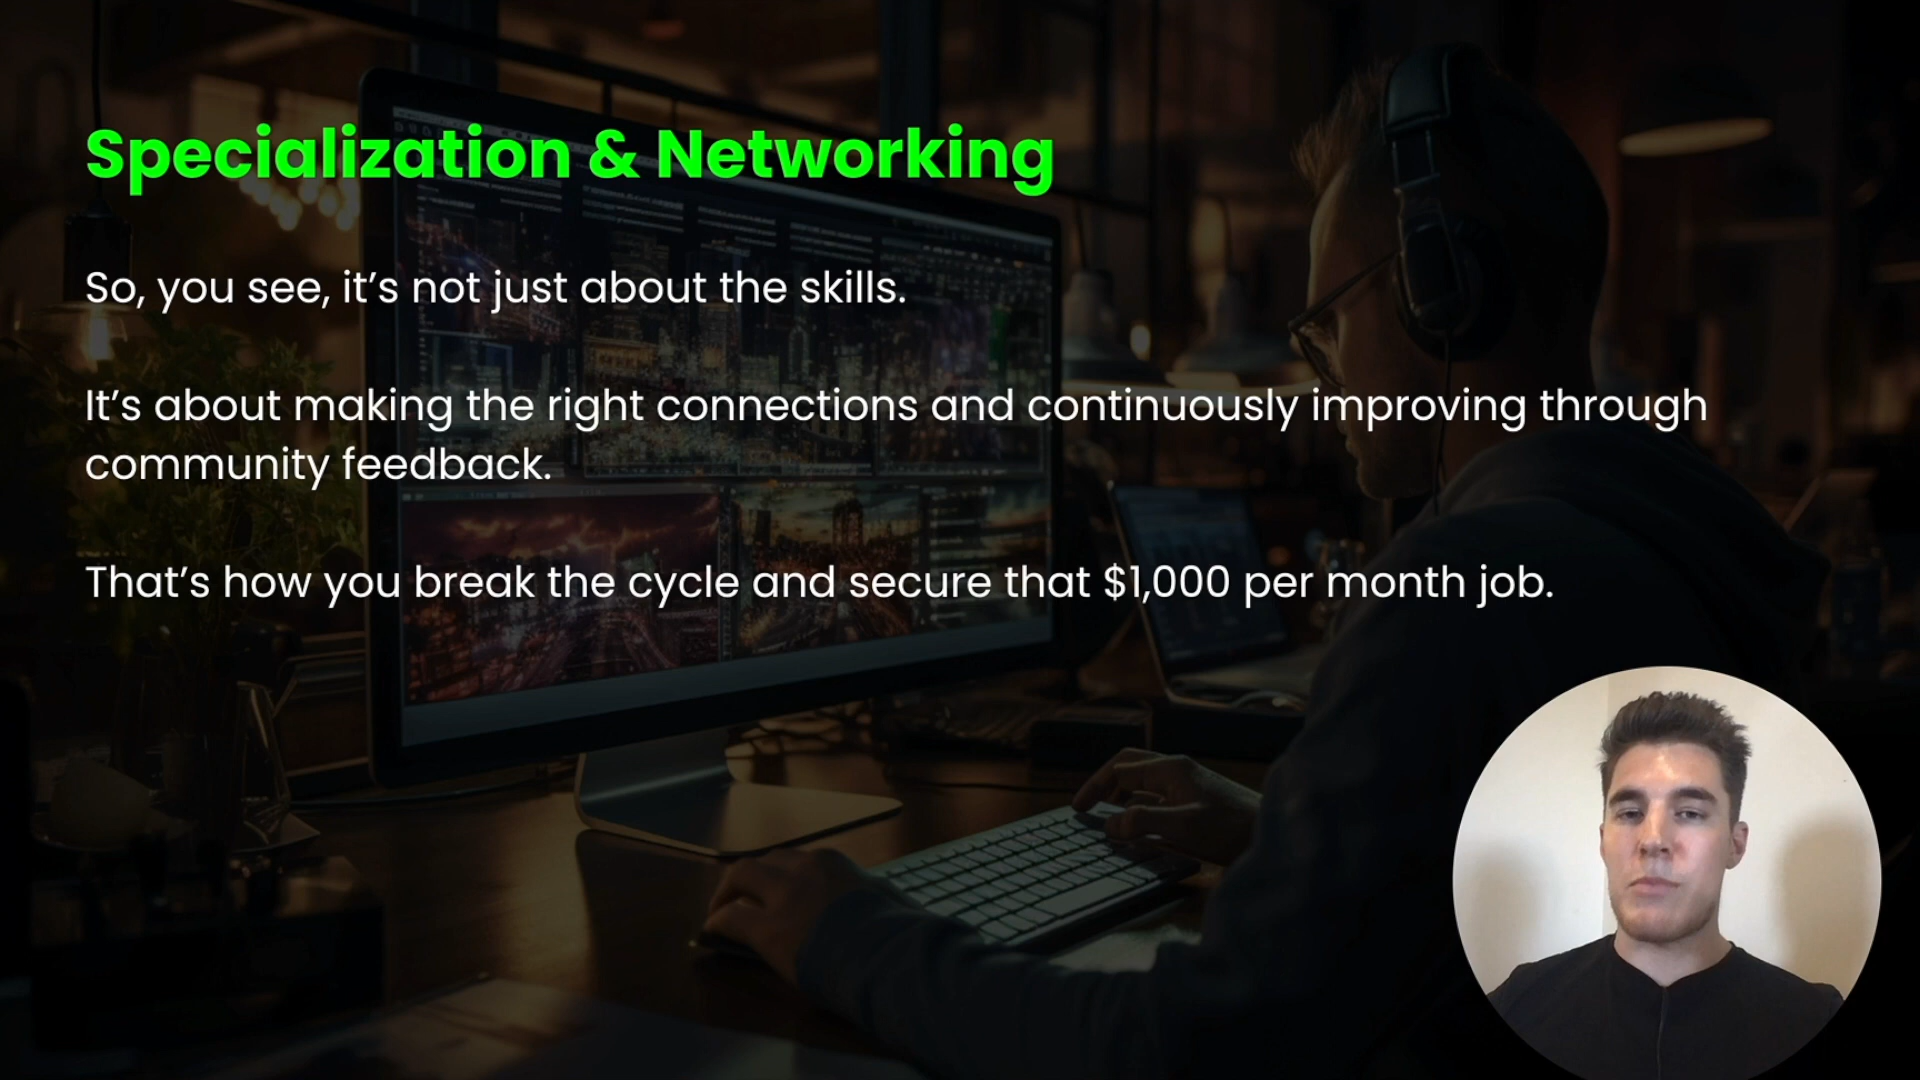 Specialization & Networking
So, you see, it’s not just about the skills.
It’s about making the right connections and continuously improving through
community feedback.
That’s how you break the cycle and secure that $1,000 per month job.